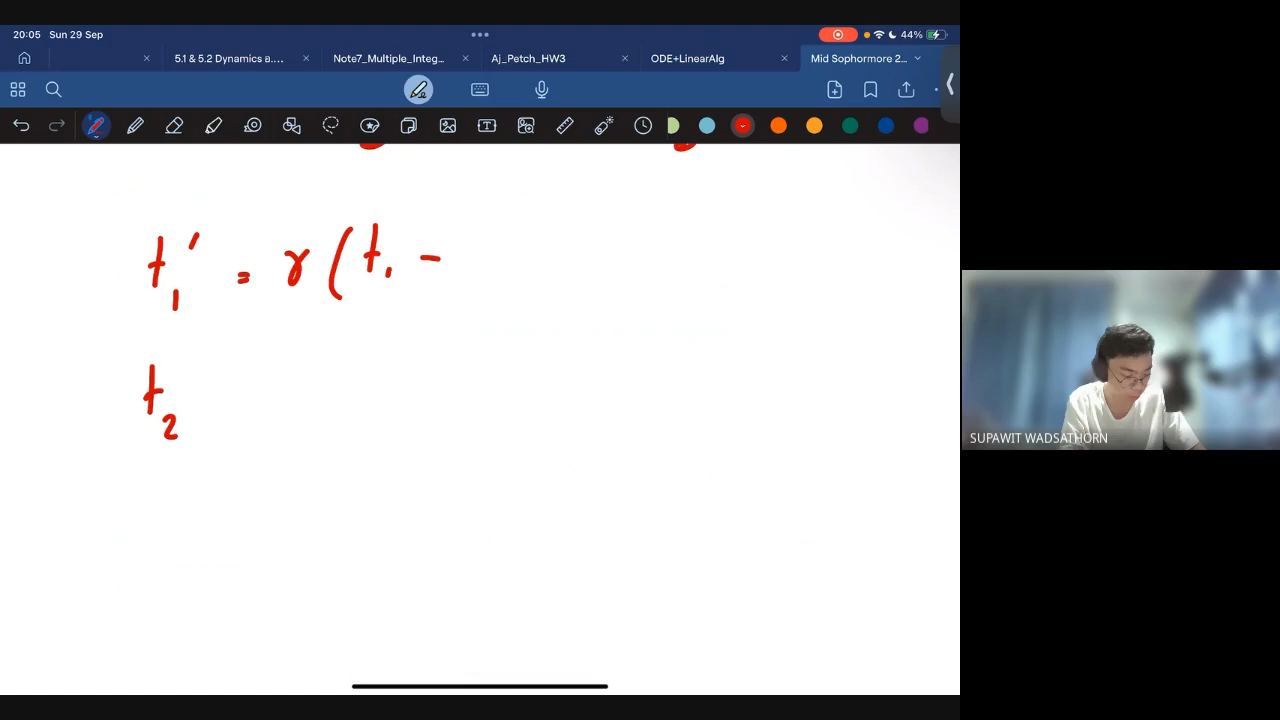 20:05 Sun 29 Sep
44%
5.1 & 5.2 Dynamics a....
Note7_Multiple_Integ...
Aj_Petch_HW3
ODE+LinearAlg
Mid Sophormore 2...
t₁′ = γ(t₁ −
t₂
SUPAWIT WADSATHORN